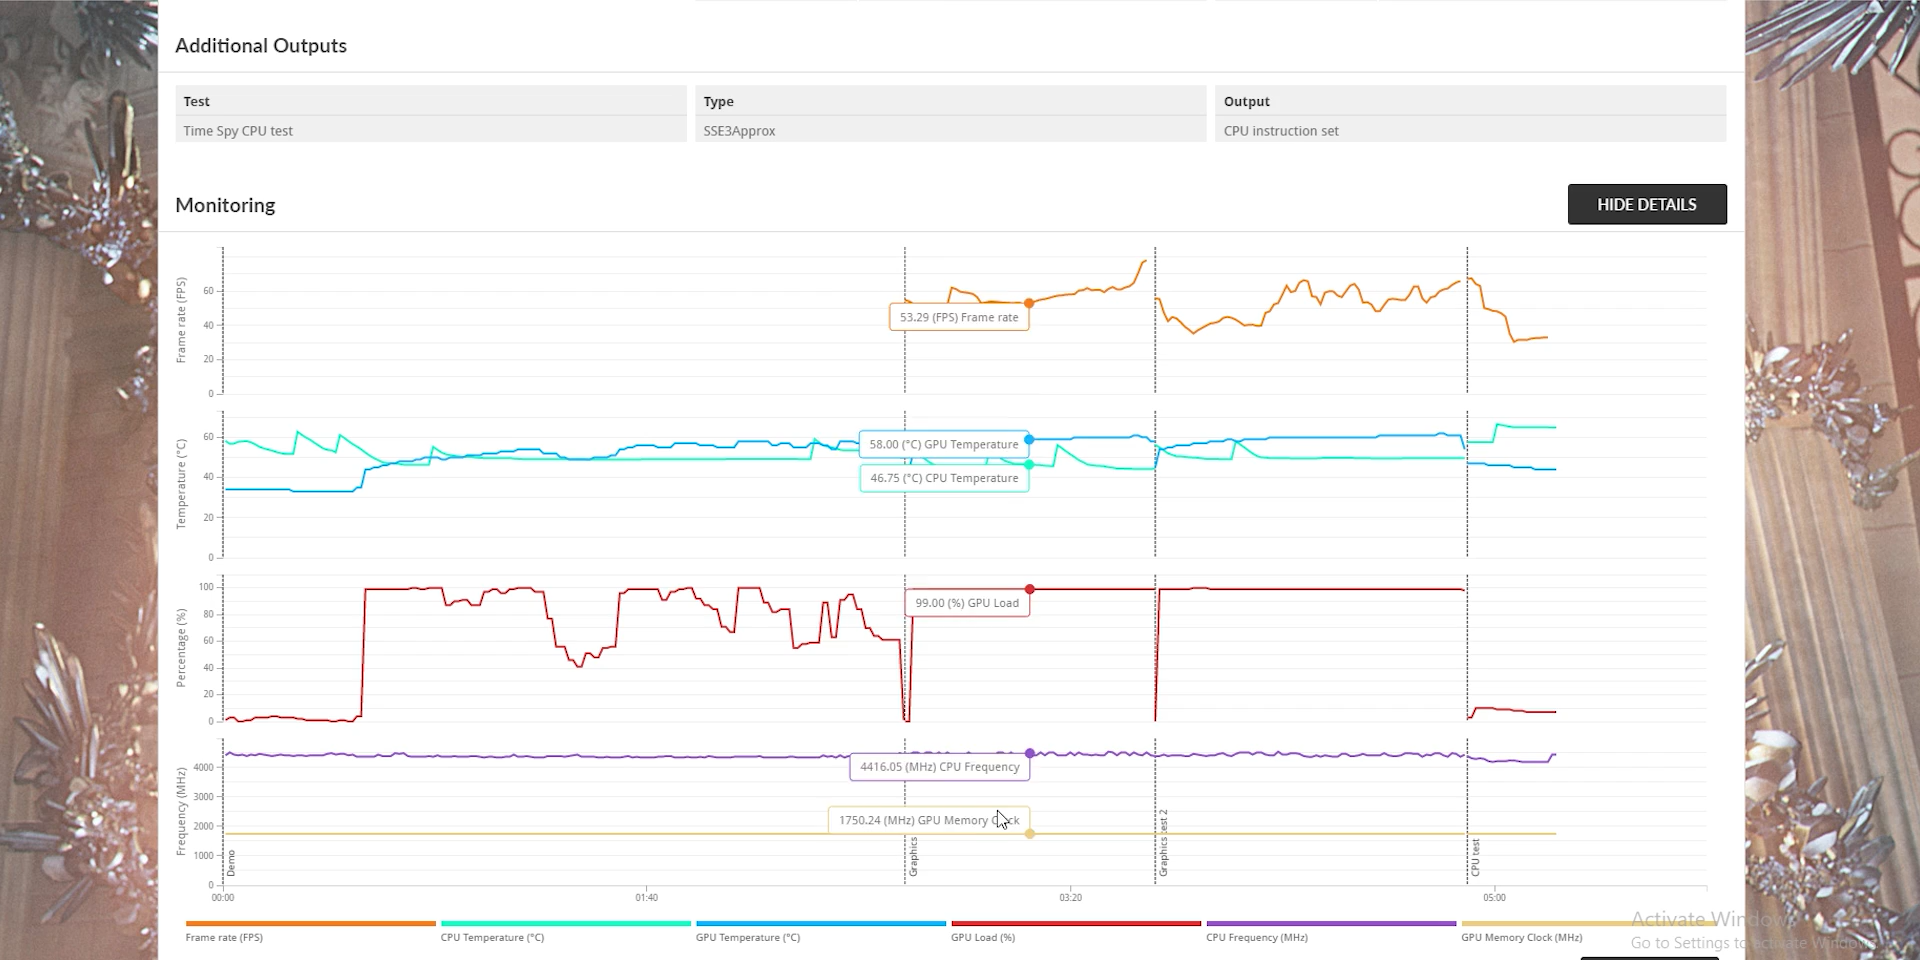 Additional Outputs
Test Type Output
Time Spy CPU test SSE3Approx CPU instruction set
Monitoring HIDE DETAILS
Frame rate (FPS)
60
40
20
0
53.29 (FPS) Frame rate
Temperature (°C)
60
40
20
0
58.00 (°C) GPU Temperature
46.75 (°C) CPU Temperature
Percentage (%)
100
80
60
40
20
0
99.00 (%) GPU Load
Frequency (MHz)
4000
3000
2000
1000
0
4416.05 (MHz) CPU Frequency
1750.24 (MHz) GPU Memory
Demo
Graphics
Graphics test 2
CPU test
00:00 01:40 03:20 05:00
Frame rate (FPS) CPU Temperature (°C) GPU Temperature (°C) GPU Load (%) CPU Frequency (MHz) GPU Memory Clock (MHz)
Activate Windows
Go to Settings to activate Windows.